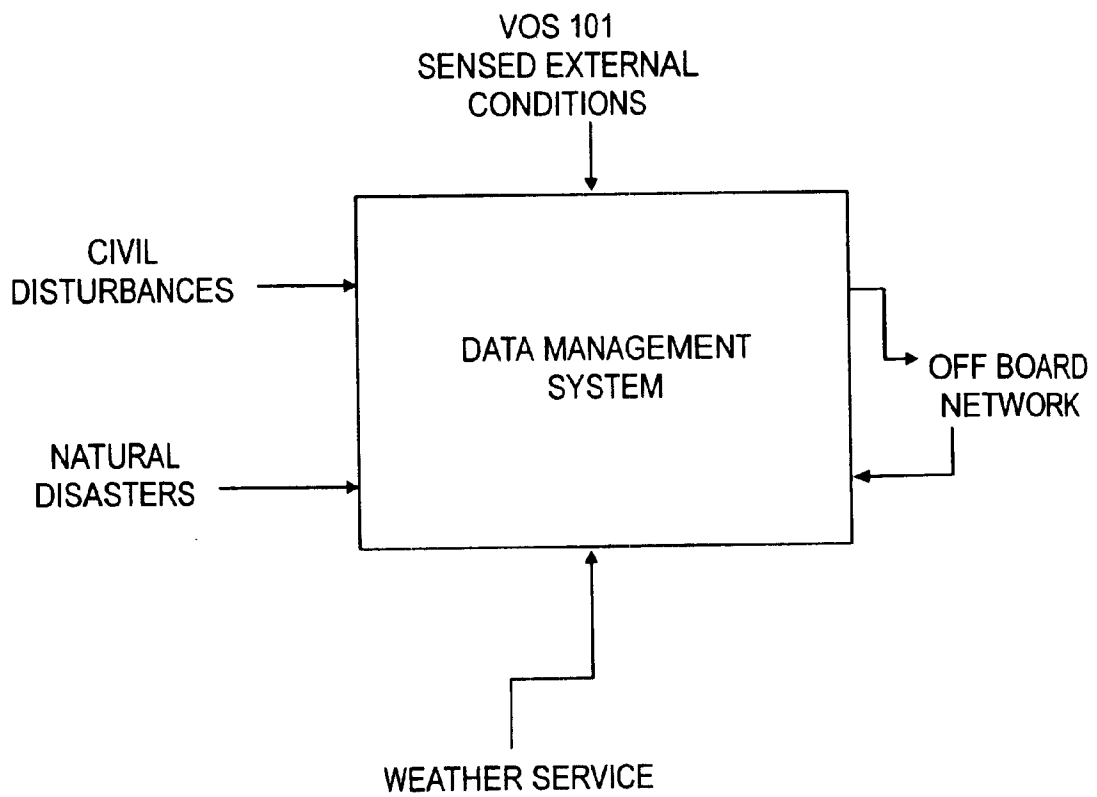 VOS 101
SENSED EXTERNAL
CONDITIONS
CIVIL
DISTURBANCES
DATA MANAGEMENT
SYSTEM
OFF BOARD
NETWORK
NATURAL
DISASTERS
WEATHER SERVICE